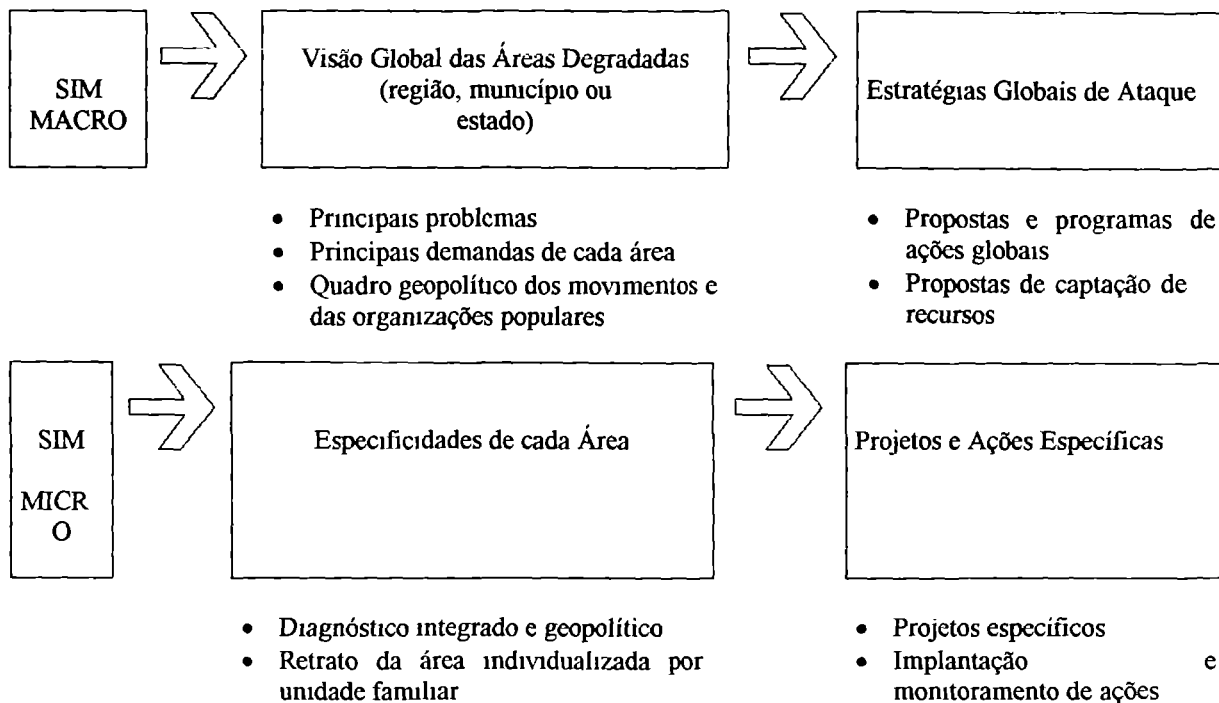 SIM
MACRO
Visão Global das Áreas Degradadas
(região, município ou
estado)
Estratégias Globais de Ataque
• Principais problemas
• Principais demandas de cada área
• Quadro geopolítico dos movimentos e
das organizações populares
• Propostas e programas de
ações globais
• Propostas de captação de
recursos
SIM
MICR
O
Especificidades de cada Área
Projetos e Ações Específicas
• Diagnóstico integrado e geopolítico
• Retrato da área individualizada por
unidade familiar
• Projetos específicos
• Implantação e
monitoramento de ações